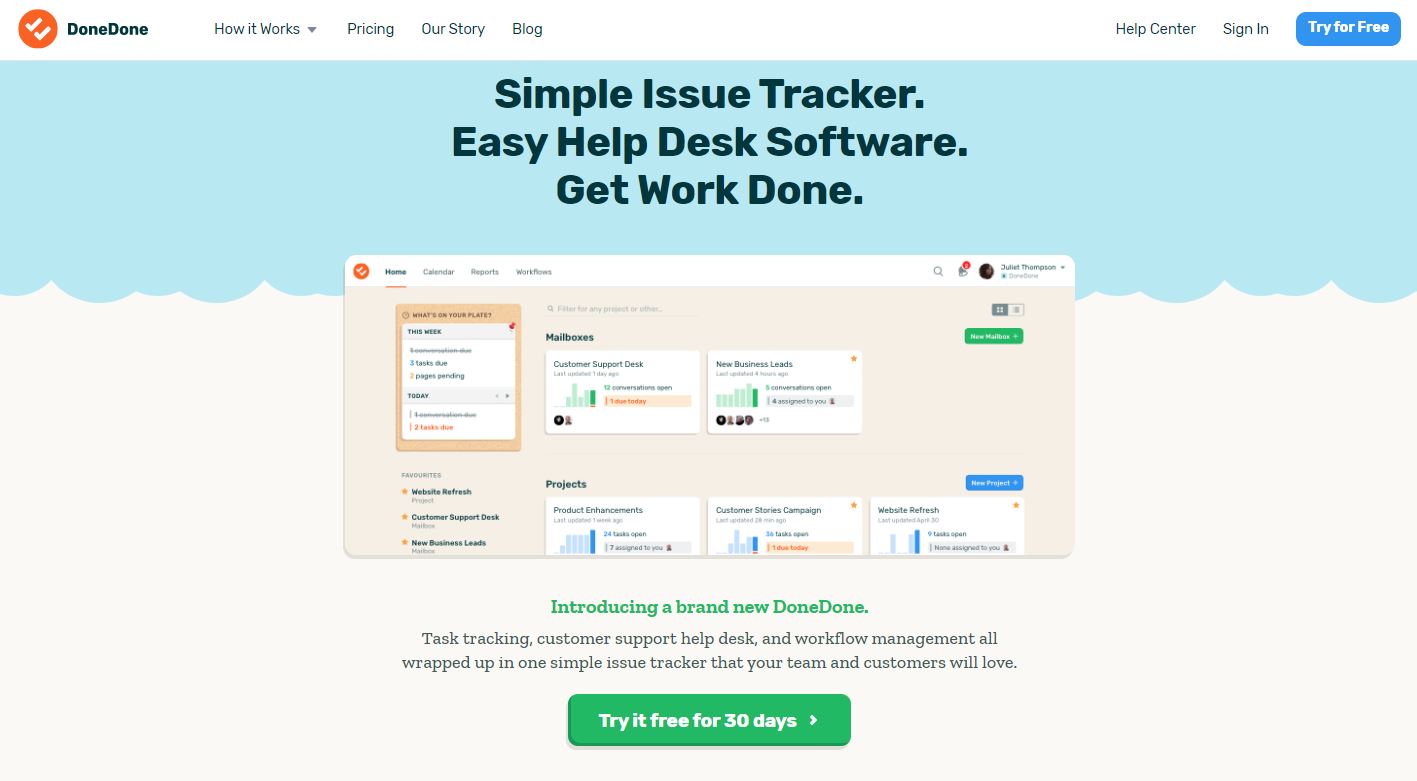 DoneDone
How it Works
Pricing
Our Story
Blog
Help Center
Sign In
Try for Free
Simple Issue Tracker.
Easy Help Desk Software.
Get Work Done.
Home
Calendar
Reports
Workflows
Juliet Thompson
DoneDone
WHAT'S ON YOUR PLATE?
THIS WEEK
1 conversation due
3 tasks due
2 pages pending
TODAY
1 conversation due
2 tasks due
FAVOURITES
Website Refresh
Project
Customer Support Desk
Mailbox
New Business Leads
Mailbox
Filter for any project or other...
Mailboxes
New Mailbox +
Customer Support Desk
Last updated 1 day ago
12 conversations open
1 due today
New Business Leads
Last updated 4 hours ago
5 conversations open
4 assigned to you
+13
Projects
New Project +
Product Enhancements
Last updated 1 week ago
24 tasks open
7 assigned to you
Customer Stories Campaign
Last updated 28 min ago
36 tasks open
1 due today
Website Refresh
Last updated April 30
9 tasks open
None assigned to you
Introducing a brand new DoneDone.
Task tracking, customer support help desk, and workflow management all
wrapped up in one simple issue tracker that your team and customers will love.
Try it free for 30 days